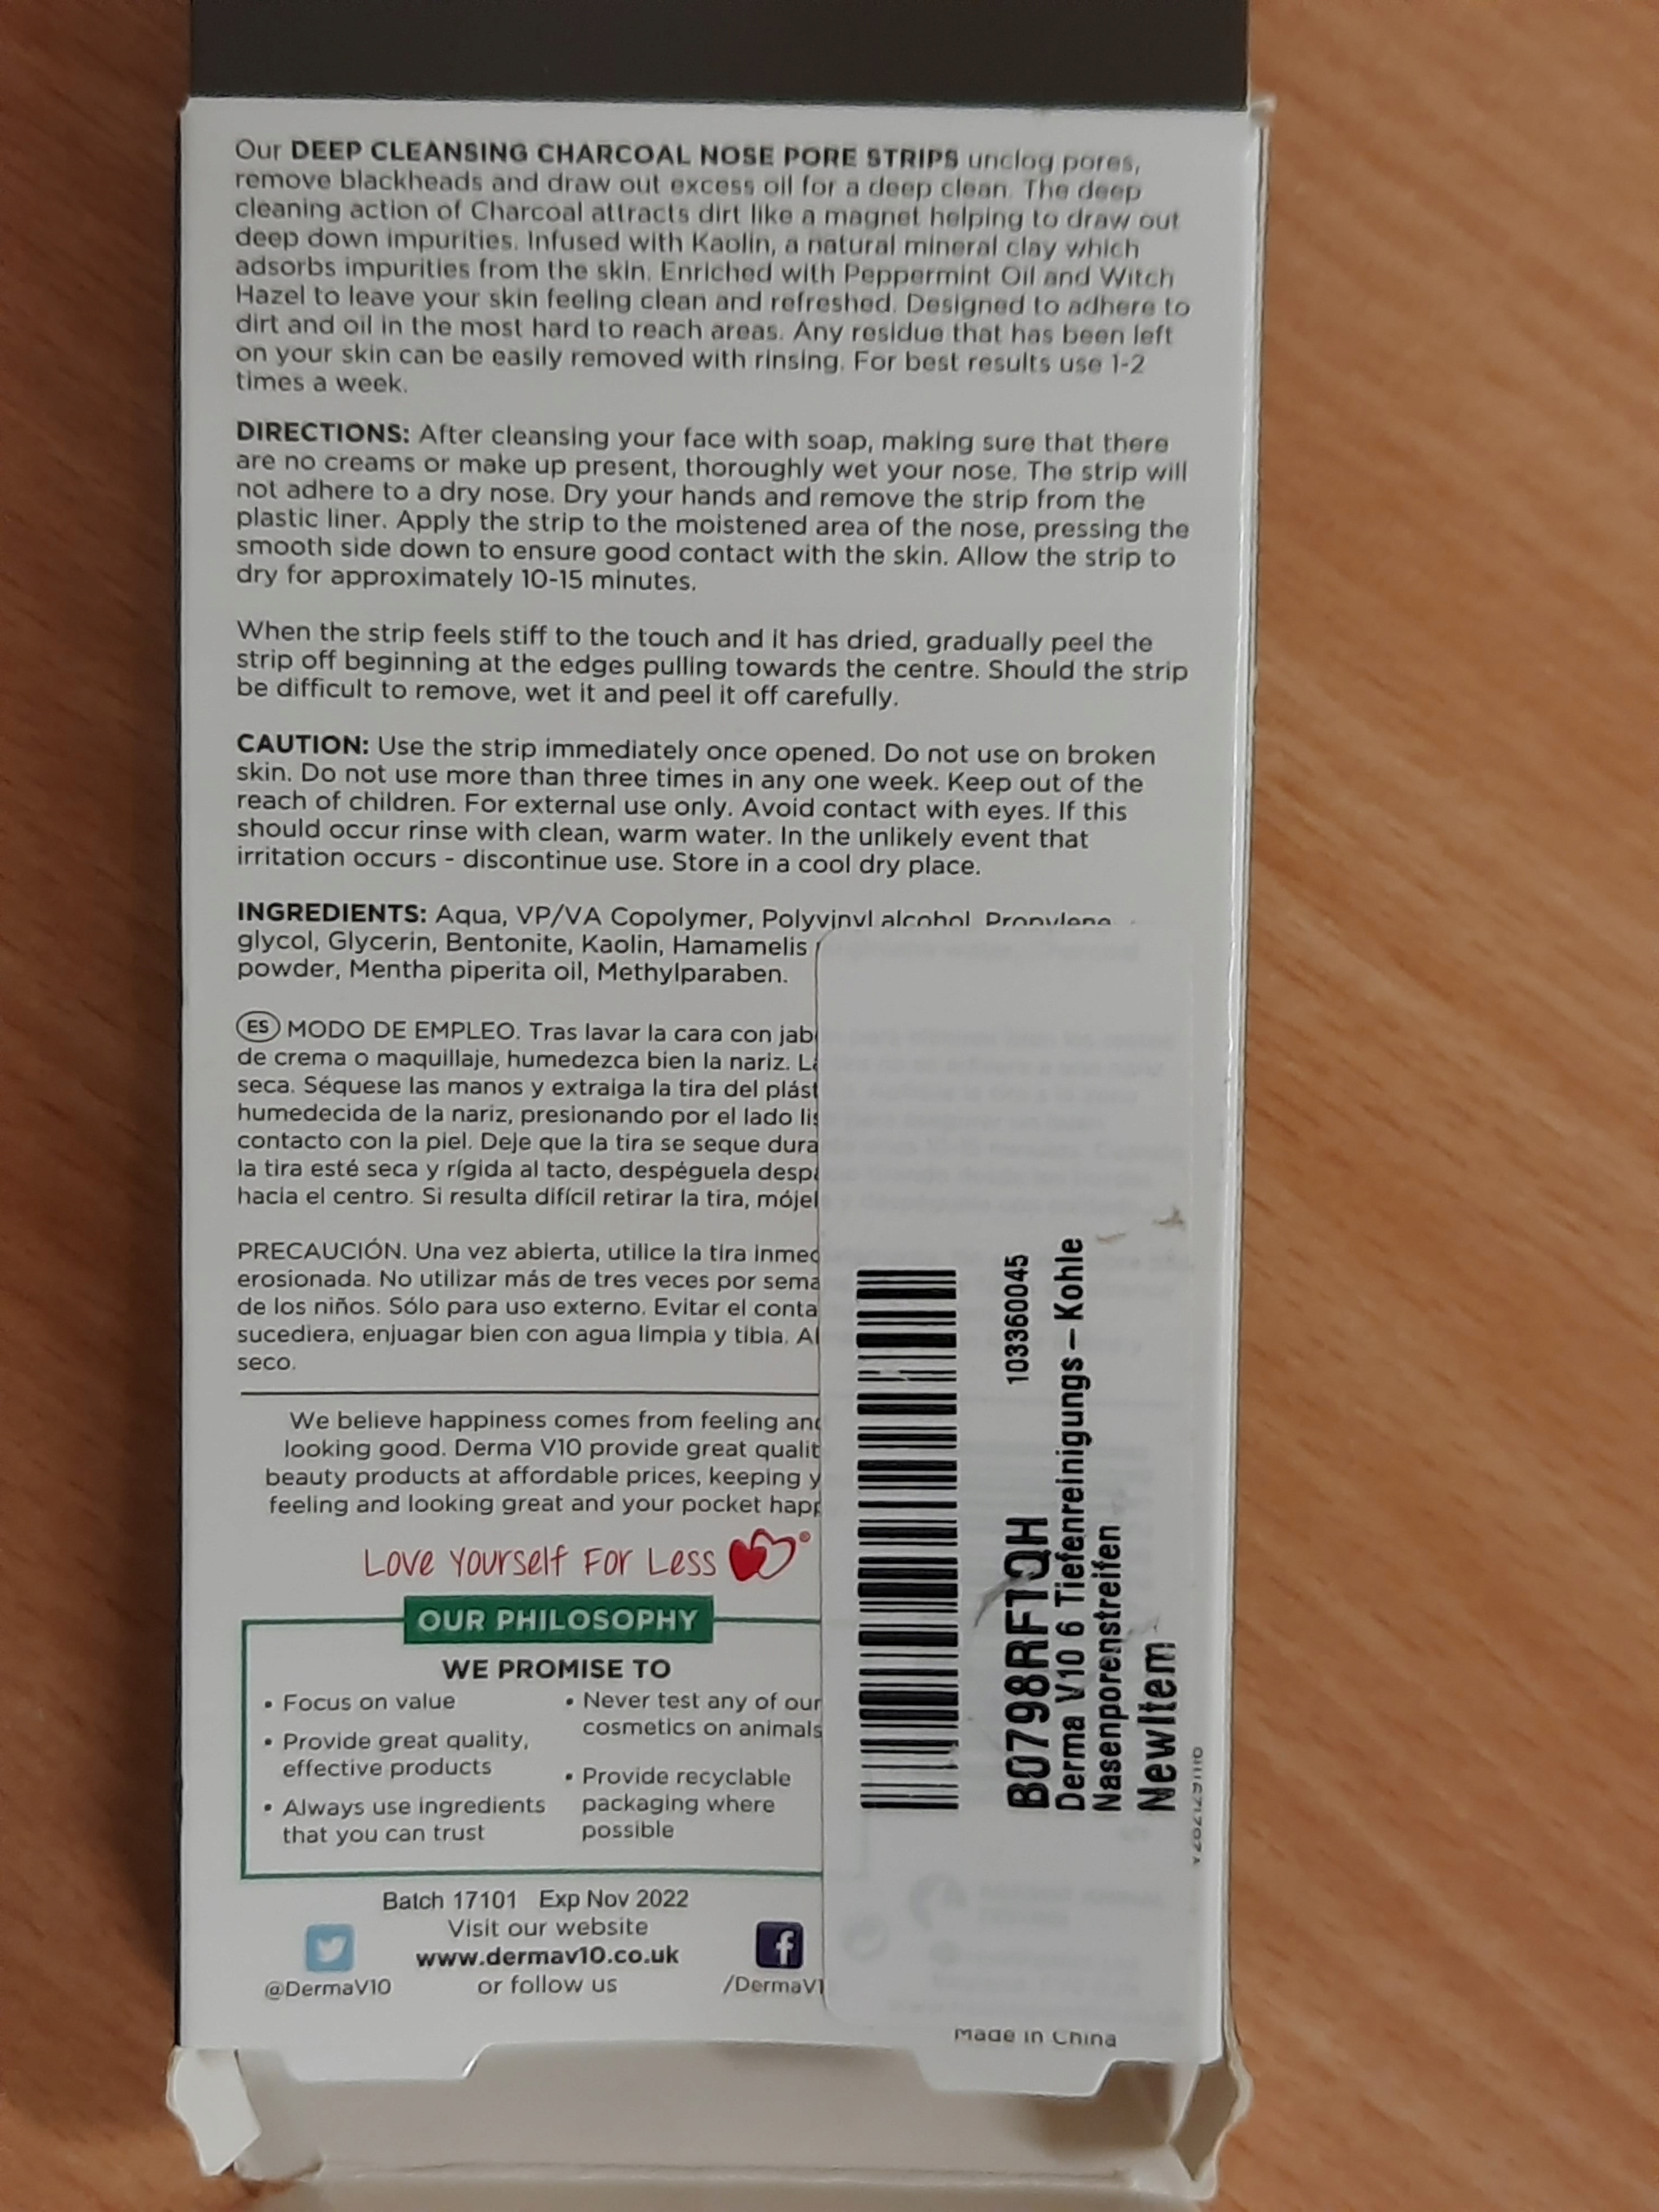 Our DEEP CLEANSING CHARCOAL NOSE PORE STRIPS unclog pores,
remove blackheads and draw out excess oil for a deep clean. The deep
cleaning action of Charcoal attracts dirt like a magnet helping to draw out
deep down impurities. Infused with Kaolin, a natural mineral clay which
adsorbs impurities from the skin. Enriched with Peppermint Oil and Witch
Hazel to leave your skin feeling clean and refreshed. Designed to adhere to
dirt and oil in the most hard to reach areas. Any residue that has been left
on your skin can be easily removed with rinsing. For best results use 1-2
times a week.
DIRECTIONS: After cleansing your face with soap, making sure that there
are no creams or make up present, thoroughly wet your nose. The strip will
not adhere to a dry nose. Dry your hands and remove the strip from the
plastic liner. Apply the strip to the moistened area of the nose, pressing the
smooth side down to ensure good contact with the skin. Allow the strip to
dry for approximately 10-15 minutes.
When the strip feels stiff to the touch and it has dried, gradually peel the
strip off beginning at the edges pulling towards the centre. Should the strip
be difficult to remove, wet it and peel it off carefully.
CAUTION: Use the strip immediately once opened. Do not use on broken
skin. Do not use more than three times in any one week. Keep out of the
reach of children. For external use only. Avoid contact with eyes. If this
should occur rinse with clean, warm water. In the unlikely event that
irritation occurs - discontinue use. Store in a cool dry place.
INGREDIENTS: Aqua, VP/VA Copolymer, Polyvinyl alcohol, Propylene
glycol, Glycerin, Bentonite, Kaolin, Hamamelis
powder, Mentha piperita oil, Methylparaben.
ES MODO DE EMPLEO. Tras lavar la cara con jab
de crema o maquillaje, humedezca bien la nariz. La
seca. Séquese las manos y extraiga la tira del plást
humedecida de la nariz, presionando por el lado lis
contacto con la piel. Deje que la tira se seque dura
la tira esté seca y rígida al tacto, despéguela desp
hacia el centro. Si resulta difícil retirar la tira, mójel
PRECAUCIÓN. Una vez abierta, utilice la tira inmed
erosionada. No utilizar más de tres veces por sema
de los niños. Sólo para uso externo. Evitar el conta
sucediera, enjuagar bien con agua limpia y tibia. Al
seco.
We believe happiness comes from feeling and
looking good. Derma V10 provide great qualit
beauty products at affordable prices, keeping y
feeling and looking great and your pocket happ
Love Yourself For Less ®
OUR PHILOSOPHY
WE PROMISE TO
• Focus on value
• Provide great quality,
effective products
• Always use ingredients
that you can trust
• Never test any of our
cosmetics on animals
• Provide recyclable
packaging where
possible
Batch 17101 Exp Nov 2022
Visit our website
www.dermav10.co.uk
or follow us
@DermaV10
/DermaV1
103360045
B0798RFTQH
Derma V10 6 Tiefenreinigungs – Kohle
Nasenporenstreifen
NewItem
Made in China